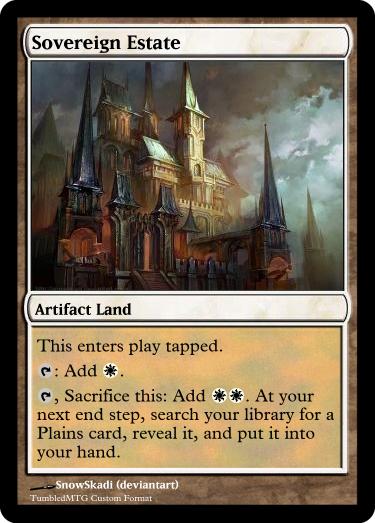 Sovereign Estate
Artifact Land
This enters play tapped.
: Add .
, Sacrifice this: Add . At your
next end step, search your library for a
Plains card, reveal it, and put it into
your hand.
SnowSkadi (deviantart)
TumbledMTG Custom Format